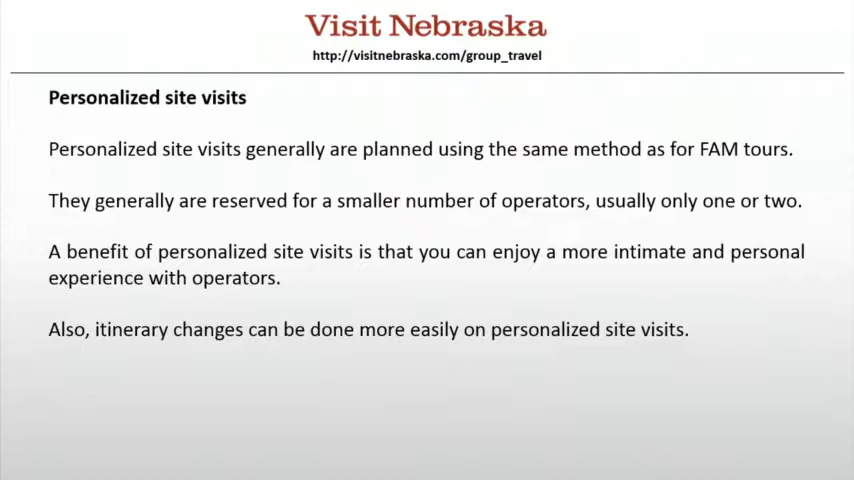 Visit Nebraska
http://visitnebraska.com/group_travel
Personalized site visits
Personalized site visits generally are planned using the same method as for FAM tours.
They generally are reserved for a smaller number of operators, usually only one or two.
A benefit of personalized site visits is that you can enjoy a more intimate and personal
experience with operators.
Also, itinerary changes can be done more easily on personalized site visits.